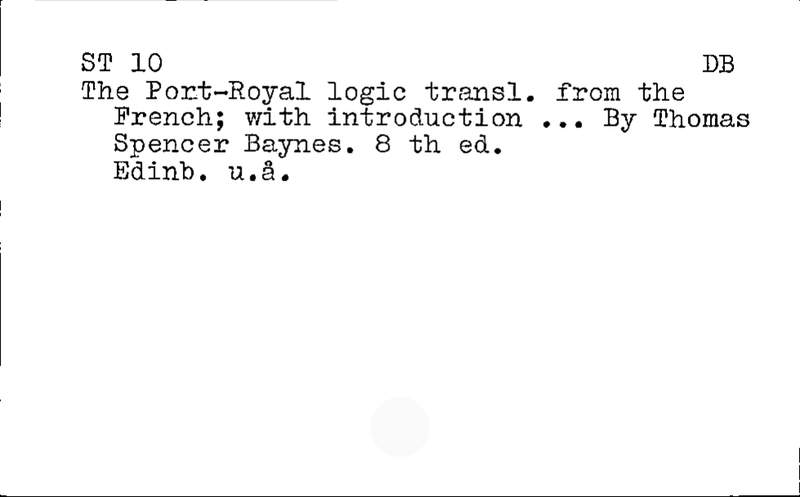 ST 10 DB
The Port-Royal logic transl. from the
French; with introduction ... By Thomas
Spencer Baynes. 8 th ed.
Edinb. u.å.